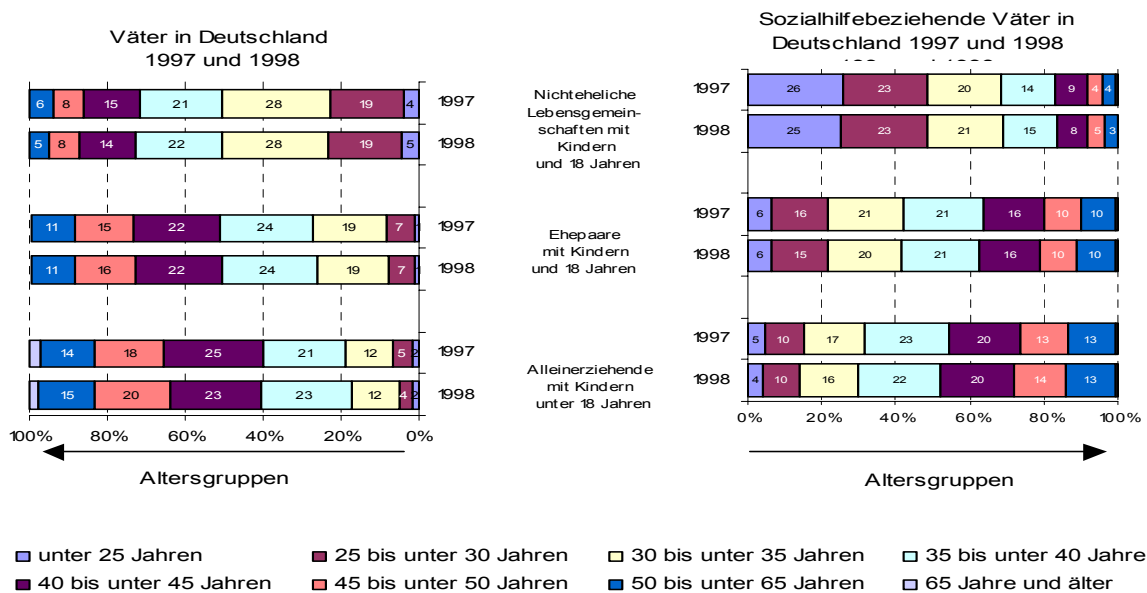 Väter in Deutschland
1997 und 1998
6 8 15 21 28 19 4 1997
5 8 14 22 28 19 5 1998
11 15 22 24 19 7 1 1997
11 16 22 24 19 7 1998
14 18 25 21 12 5 2 1997
15 20 23 23 12 4 2 1998
100% 80% 60% 40% 20% 0%
Altersgruppen
Nichteheliche
Lebensgemein-
schaften mit
Kindern
und 18 Jahren
Ehepaare
mit Kindern
und 18 Jahren
Alleinerziehende
mit Kindern
unter 18 Jahren
Sozialhilfebeziehende Väter in
Deutschland 1997 und 1998
1997 26 23 20 14 9 4 4
1998 25 23 21 15 8 5 3
1997 6 16 21 21 16 10 10
1998 6 15 20 21 16 10 10
1997 5 10 17 23 20 13 13
1998 4 10 16 22 20 14 13
0% 20% 40% 60% 80% 100%
Altersgruppen
unter 25 Jahren 25 bis unter 30 Jahren 30 bis unter 35 Jahren 35 bis unter 40 Jahre
40 bis unter 45 Jahren 45 bis unter 50 Jahren 50 bis unter 65 Jahren 65 Jahre und älter